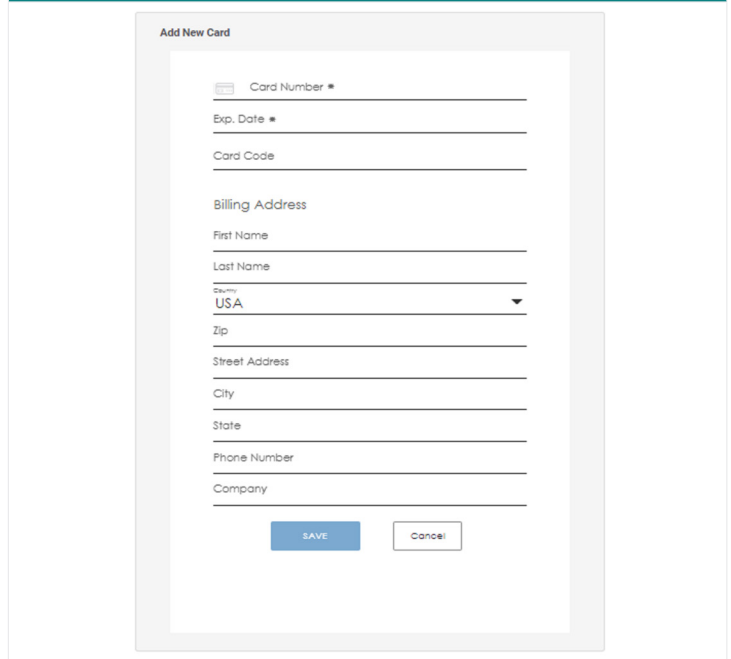 Add New Card
Card Number *
Exp. Date *
Card Code
Billing Address
First Name
Last Name
Country
USA
Zip
Street Address
City
State
Phone Number
Company
SAVE
Cancel